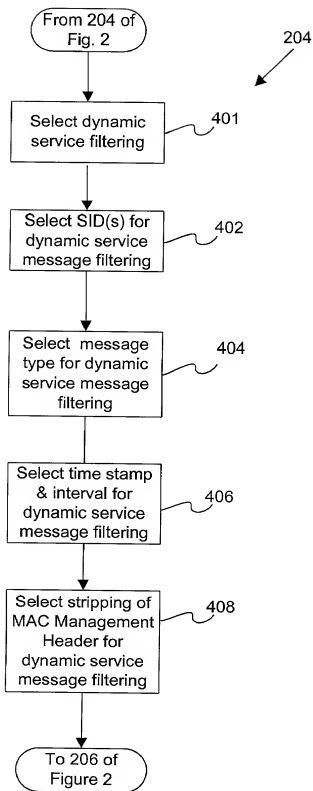 From 204 of
Fig. 2
204
Select dynamic
service filtering
401
Select SID(s) for
dynamic service
message filtering
402
Select message
type for dynamic
service message
filtering
404
Select time stamp
& interval for
dynamic service
message filtering
406
Select stripping of
MAC Management
Header for
dynamic service
message filtering
408
To 206 of
Figure 2